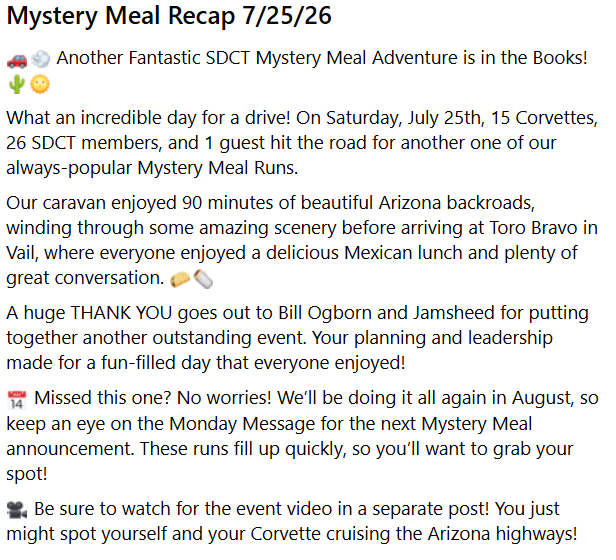 Mystery Meal Recap 7/25/26
🚗💨 Another Fantastic SDCT Mystery Meal Adventure is in the Books!
🌵🌞
What an incredible day for a drive! On Saturday, July 25th, 15 Corvettes,
26 SDCT members, and 1 guest hit the road for another one of our
always-popular Mystery Meal Runs.
Our caravan enjoyed 90 minutes of beautiful Arizona backroads,
winding through some amazing scenery before arriving at Toro Bravo in
Vail, where everyone enjoyed a delicious Mexican lunch and plenty of
great conversation. 🌮🌯
A huge THANK YOU goes out to Bill Ogborn and Jamsheed for putting
together another outstanding event. Your planning and leadership
made for a fun-filled day that everyone enjoyed!
📅 Missed this one? No worries! We’ll be doing it all again in August, so
keep an eye on the Monday Message for the next Mystery Meal
announcement. These runs fill up quickly, so you’ll want to grab your
spot!
🎥 Be sure to watch for the event video in a separate post! You just
might spot yourself and your Corvette cruising the Arizona highways!